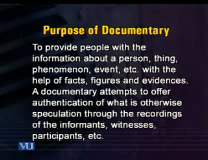 Purpose of Documentary
To provide people with the
information about a person, thing,
phenomenon, event, etc. with the
help of facts, figures and evidences.
A documentary attempts to offer
authentication of what is otherwise
speculation through the recordings
of the informants, witnesses,
participants, etc.
VU